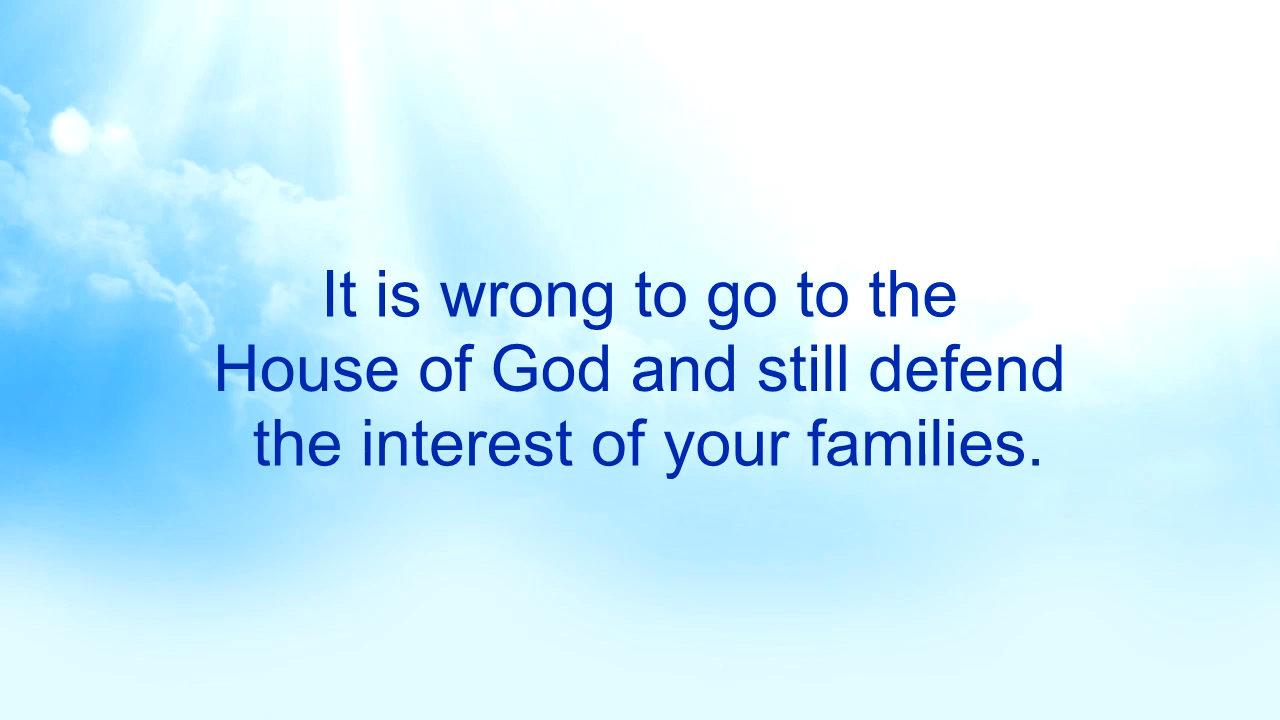 It is wrong to go to the
House of God and still defend
the interest of your families.